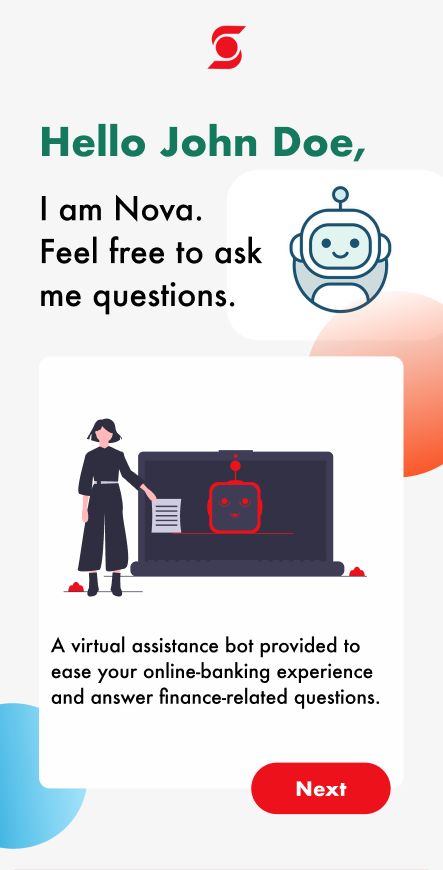 Hello John Doe,
I am Nova.
Feel free to ask
me questions.
A virtual assistance bot provided to
ease your online-banking experience
and answer finance-related questions.
Next